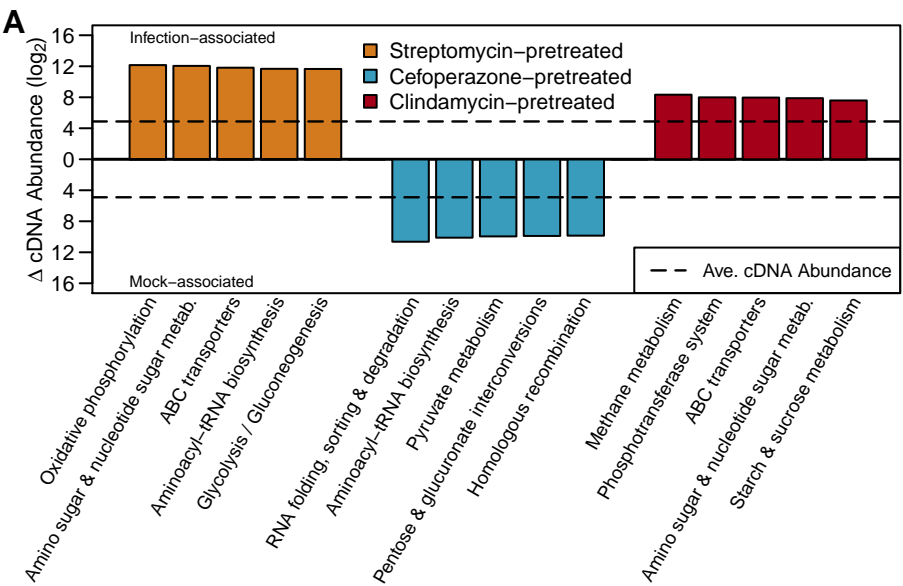 A
Δ cDNA Abundance (log2)
16
12
8
4
0
4
8
12
16
Infection−associated
Streptomycin−pretreated
Cefoperazone−pretreated
Clindamycin−pretreated
Mock−associated
Ave. cDNA Abundance
Oxidative phosphorylation
Amino sugar & nucleotide sugar metab.
ABC transporters
Aminoacyl−tRNA biosynthesis
Glycolysis / Gluconeogenesis
RNA folding, sorting & degradation
Aminoacyl−tRNA biosynthesis
Pyruvate metabolism
Pentose & glucuronate interconversions
Homologous recombination
Methane metabolism
Phosphotransferase system
ABC transporters
Amino sugar & nucleotide sugar metab.
Starch & sucrose metabolism